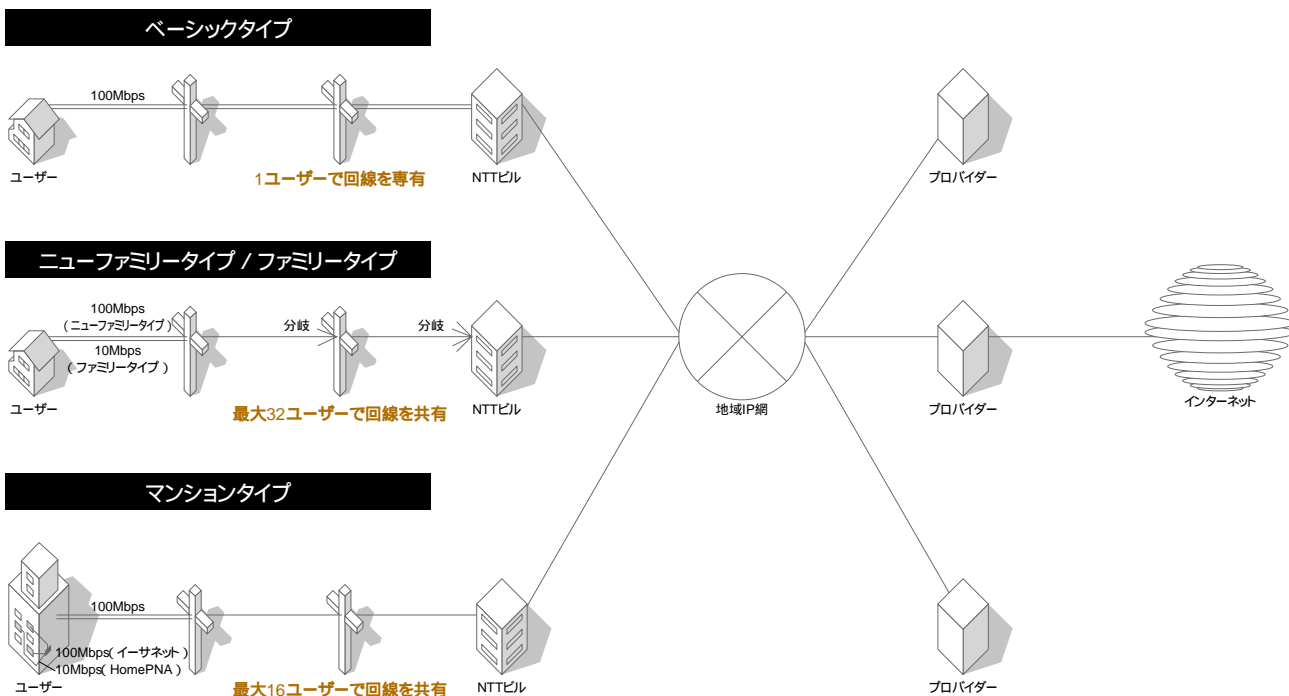 ベーシックタイプ
100Mbps
ユーザー
1ユーザーで回線を専有
NTTビル
プロバイダー
ニューファミリータイプ / ファミリータイプ
100Mbps
(ニューファミリータイプ)
10Mbps
(ファミリータイプ)
分岐
分岐
ユーザー
最大32ユーザーで回線を共有
NTTビル
地域IP網
プロバイダー
インターネット
マンションタイプ
100Mbps
100Mbps(イーサネット)
10Mbps(HomePNA)
ユーザー
最大16ユーザーで回線を共有
NTTビル
プロバイダー